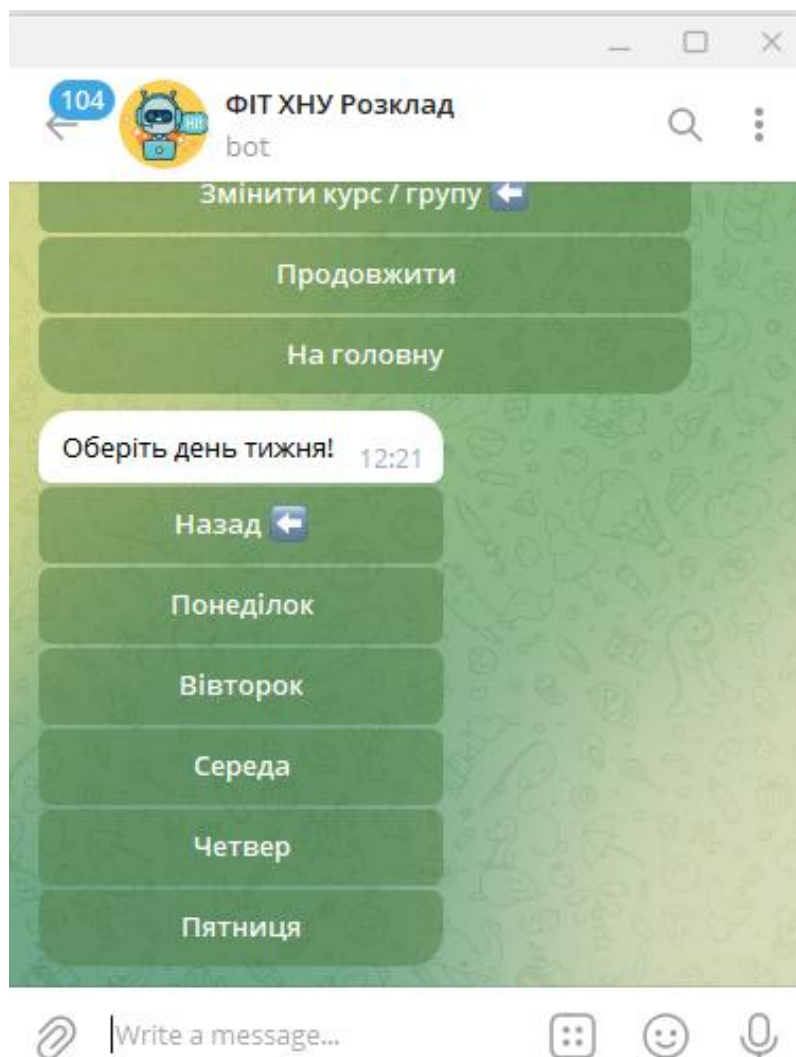 104
ФІТ ХНУ Розклад
bot
Змінити курс / групу
Продовжити
На головну
Оберіть день тижня! 12:21
Назад
Понеділок
Вівторок
Середа
Четвер
Пятниця
Write a message...